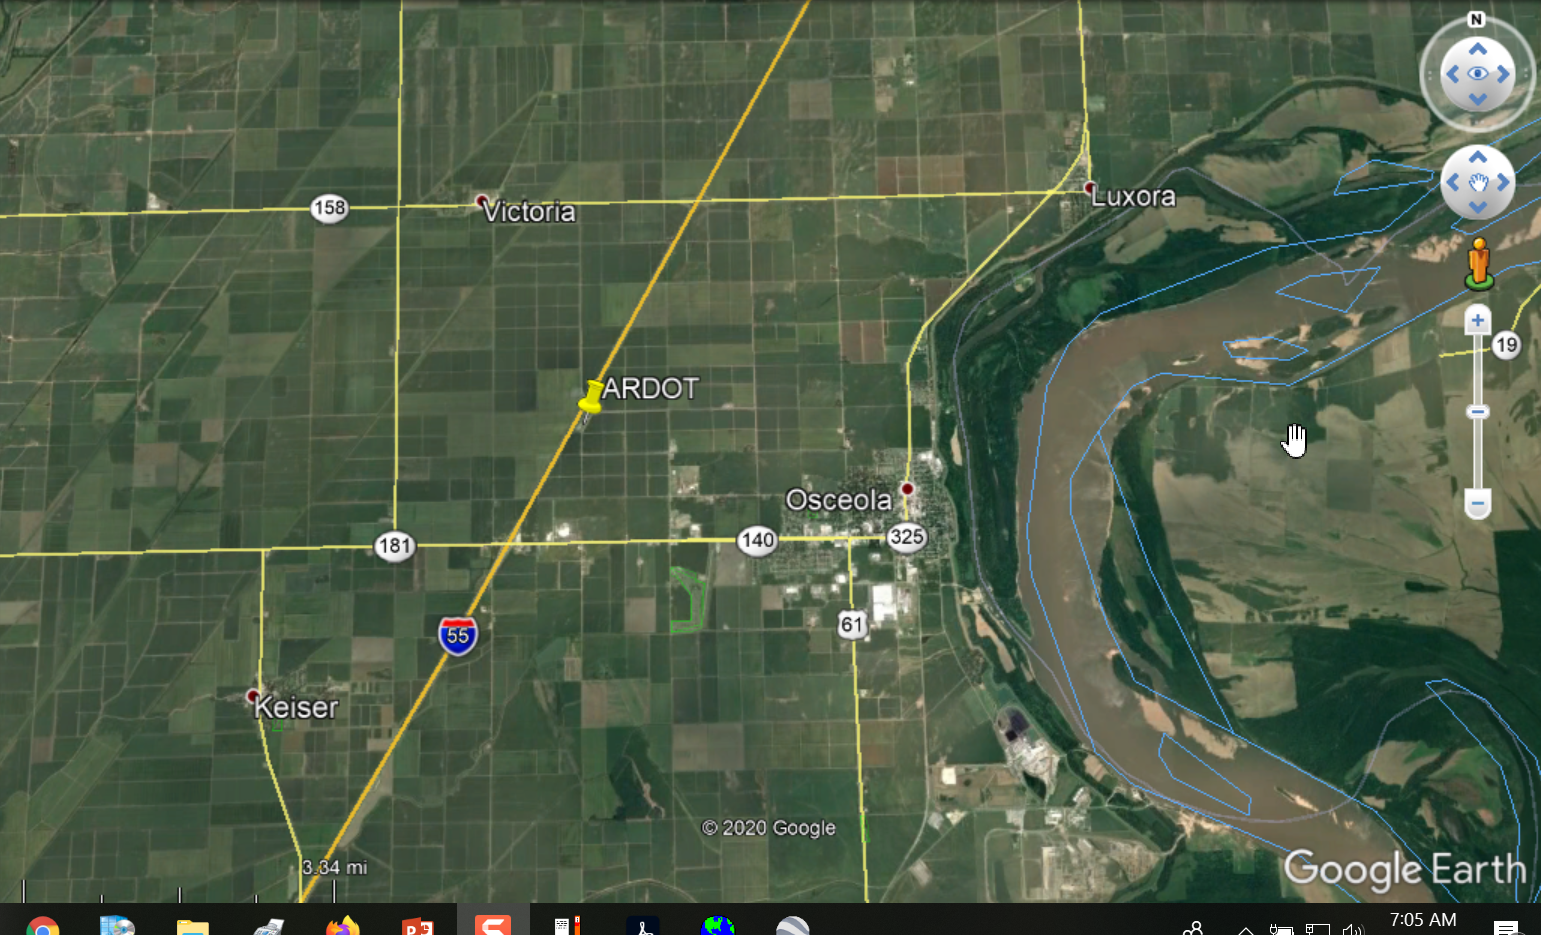 N
158
Victoria
Luxora
19
ARDOT
Osceola
181
140
325
55
61
Keiser
© 2020 Google
3.34 mi
Google Earth
7:05 AM